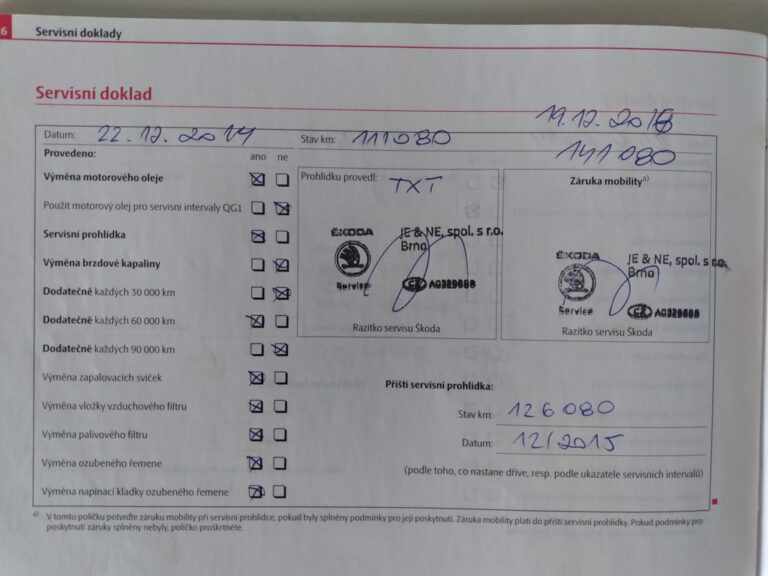 6 Servisní doklady
Servisní doklad
19.12.2016
Datum: 22.12.2014 Stav km: 111080
141080
Provedeno: ano ne
Výměna motorového oleje
Použit motorový olej pro servisní intervaly QG1
Servisní prohlídka
Výměna brzdové kapaliny
Dodatečně každých 30 000 km
Dodatečně každých 60 000 km
Dodatečně každých 90 000 km
Výměna zapalovacích svíček
Výměna vložky vzduchového filtru
Výměna palivového filtru
Výměna ozubeného řemene
Výměna napínací kladky ozubeného řemene
Prohlídku provedl: TXT
ŠKODA JE & NE, spol. s r.o.
Brno
Service CZ A0329688
Razítko servisu Škoda
Záruka mobility a)
ŠKODA JE & NE, spol. s r.o.
Brno
Service CZ A0329688
Razítko servisu Škoda
Příští servisní prohlídka:
Stav km: 126080
Datum: 12/2015
(podle toho, co nastane dříve, resp. podle ukazatele servisních intervalů)
a) V tomto políčku potvrďte záruku mobility při servisní prohlídce, pokud byly splněny podmínky pro její poskytnutí. Záruka mobility platí do příští servisní prohlídky. Pokud podmínky pro
poskytnutí záruky splněny nebyly, políčko proškrtněte.